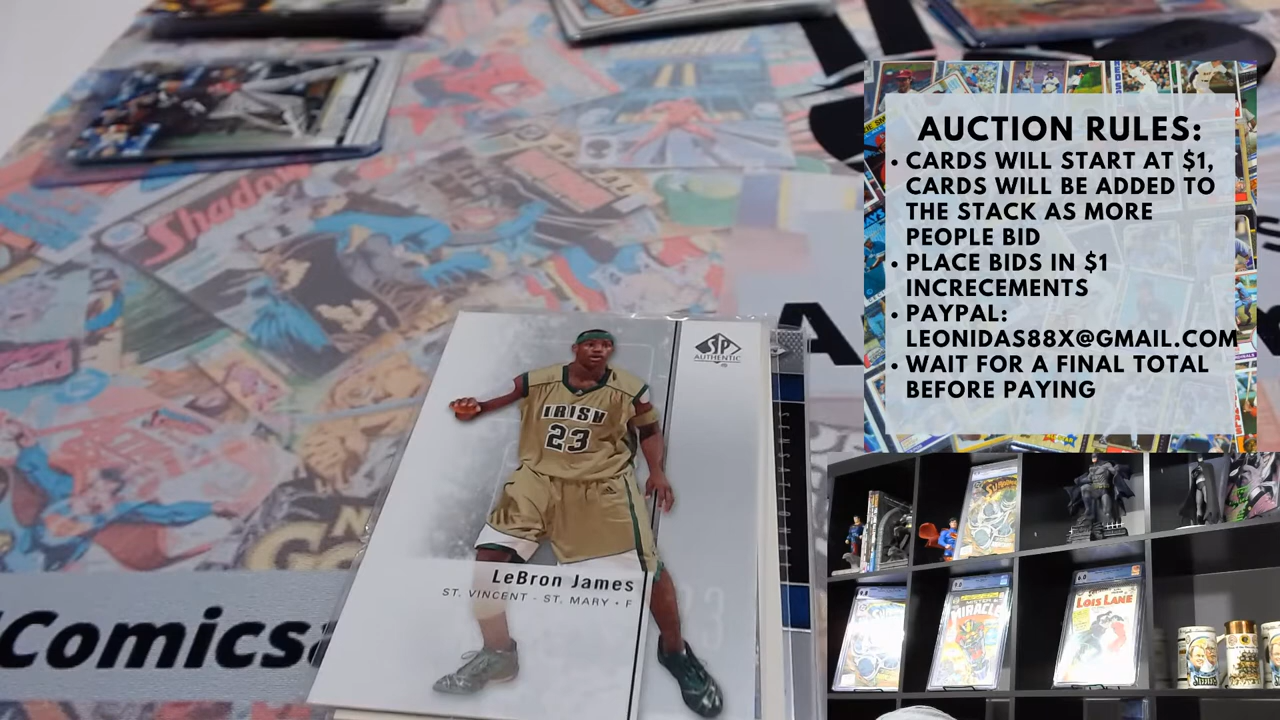 AUCTION RULES:
• CARDS WILL START AT $1,
CARDS WILL BE ADDED TO
THE STACK AS MORE
PEOPLE BID
• PLACE BIDS IN $1
INCRECEMENTS
• PAYPAL:
LEONIDAS88X@GMAIL.COM
• WAIT FOR A FINAL TOTAL
BEFORE PAYING
Shadow
SP
AUTHENTIC
IRISH
23
LeBron James
ST. VINCENT - ST. MARY • F
Comics
MIRACLE
LOIS LANE